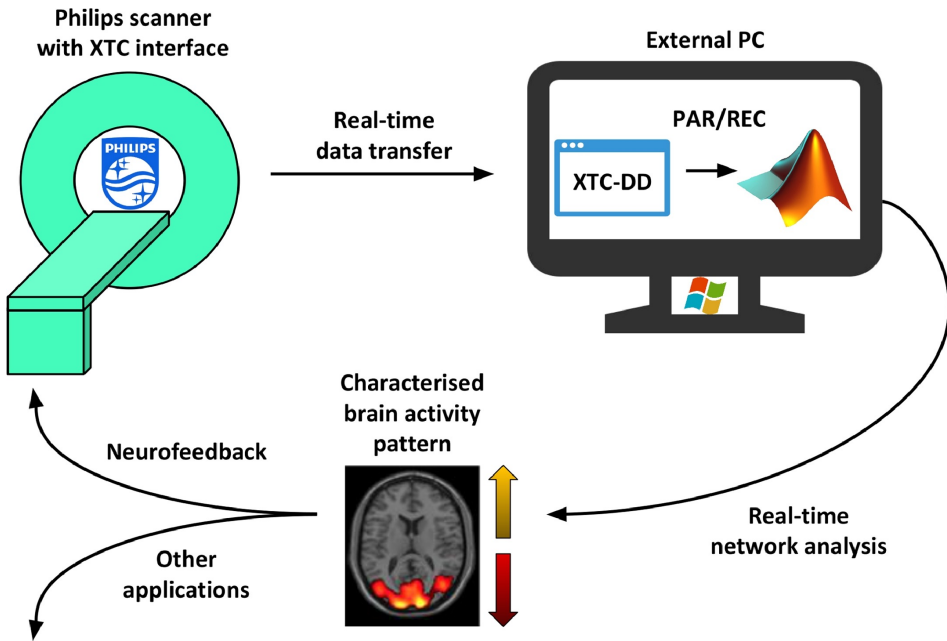 Philips scanner
with XTC interface
PHILIPS
Real-time
data transfer
External PC
PAR/REC
XTC-DD
Characterised
brain activity
pattern
Neurofeedback
Other
applications
Real-time
network analysis